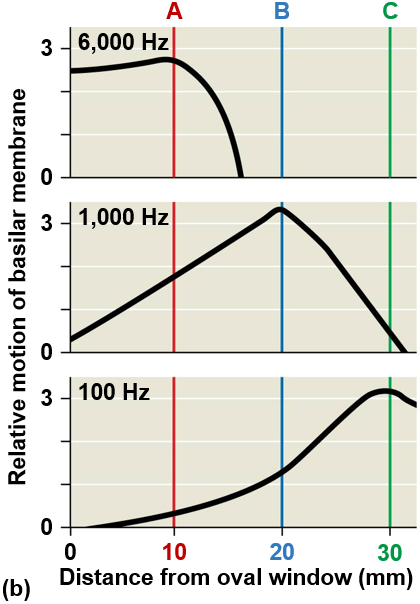 A B C
3
6,000 Hz
0
3
1,000 Hz
0
3
100 Hz
0
Relative motion of basilar membrane
0 10 20 30
Distance from oval window (mm)
(b)